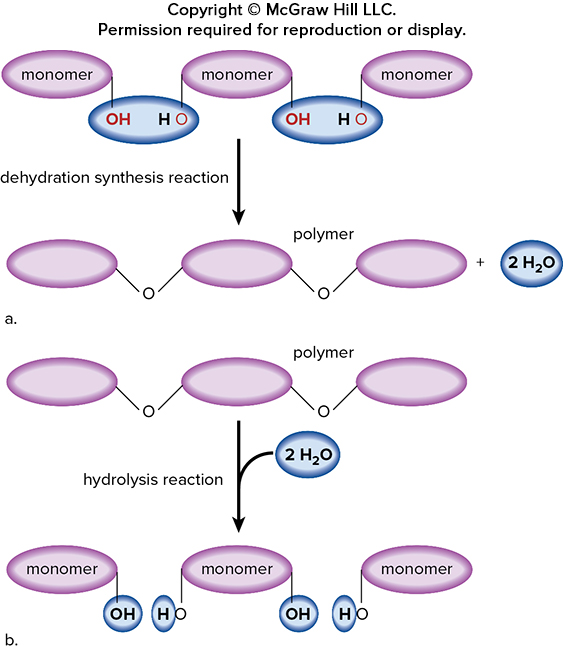 Copyright © McGraw Hill LLC.
Permission required for reproduction or display.
monomer monomer monomer
OH H O OH H O
dehydration synthesis reaction
polymer
O O + 2 H₂O
a.
polymer
O O
2 H₂O
hydrolysis reaction
monomer monomer monomer
OH H O OH H O
b.